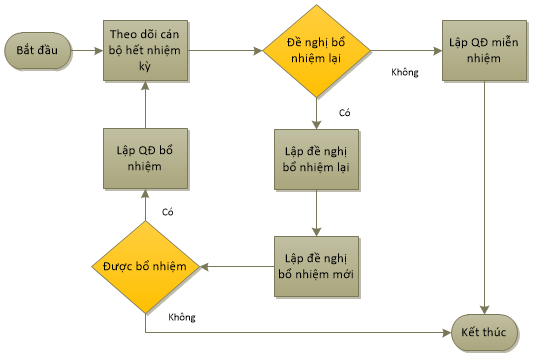 Bắt đầu
Theo dõi cán
bộ hết nhiệm
kỳ
Đề nghị bổ
nhiệm lại
Không
Lập QĐ miễn
nhiệm
Có
Lập đề nghị
bổ nhiệm lại
Lập QĐ bổ
nhiệm
Có
Được bổ nhiệm
Lập đề nghị
bổ nhiệm mới
Không
Kết thúc